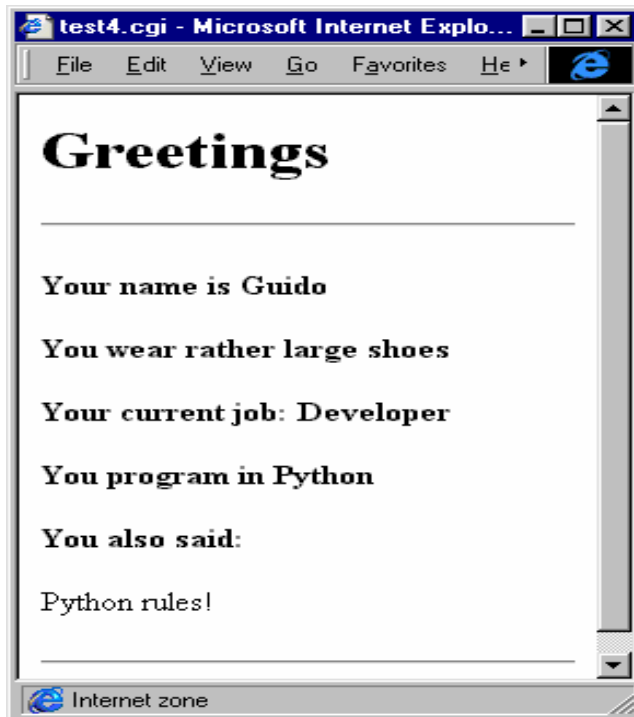 test4.cgi - Microsoft Internet Explo...
File Edit View Go Favorites He
Greetings
Your name is Guido
You wear rather large shoes
Your current job: Developer
You program in Python
You also said:
Python rules!
Internet zone